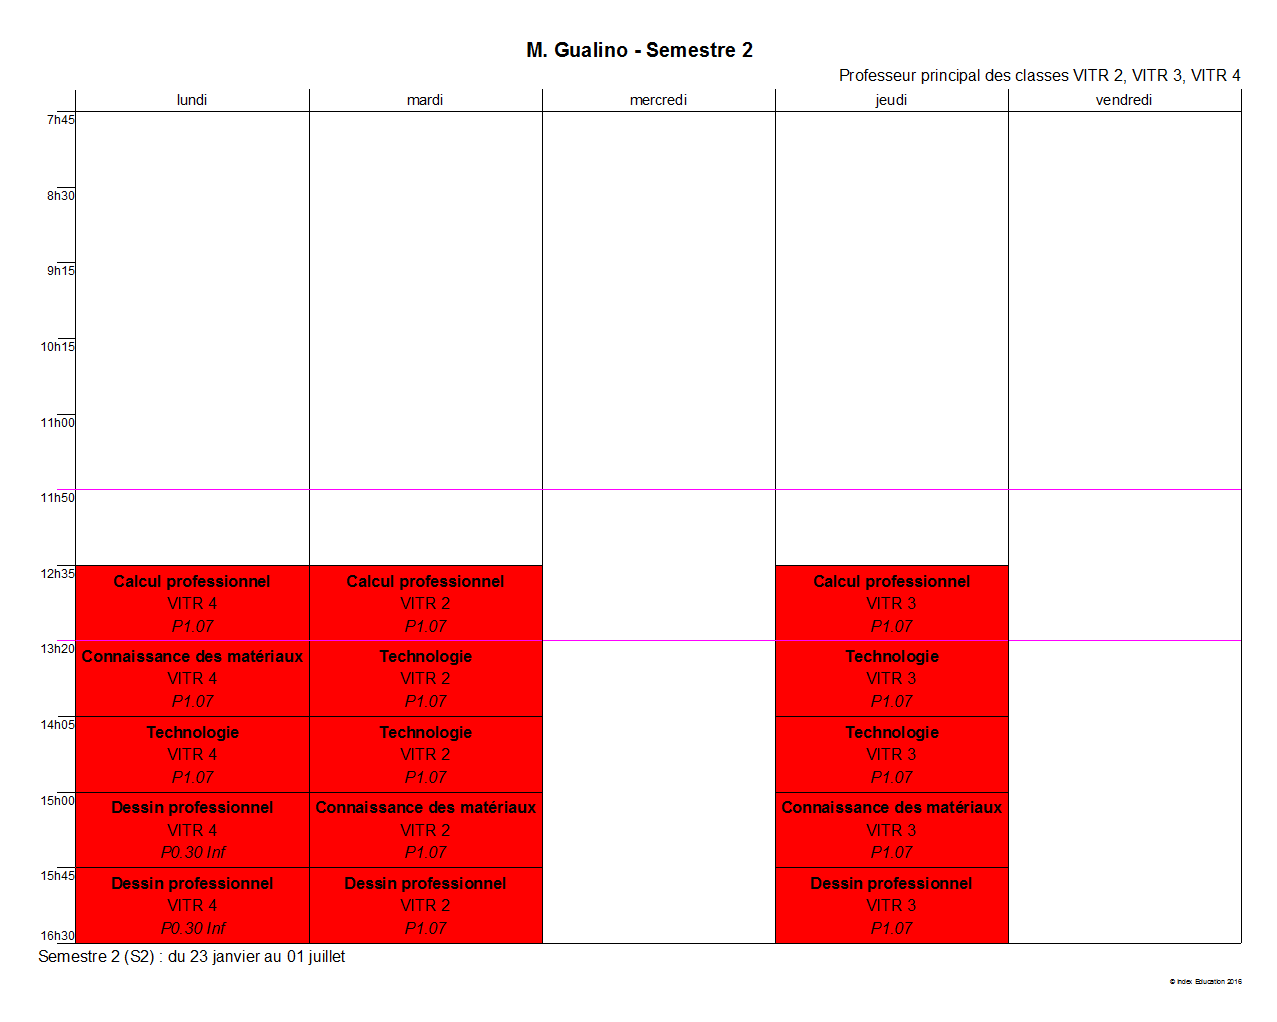 M. Gualino - Semestre 2
Professeur principal des classes VITR 2, VITR 3, VITR 4
lundi mardi mercredi jeudi vendredi
7h45
8h30
9h15
10h15
11h00
11h50
12h35
Calcul professionnel Calcul professionnel Calcul professionnel
VITR 4 VITR 2 VITR 3
P1.07 P1.07 P1.07
13h20
Connaissance des matériaux Technologie Technologie
VITR 4 VITR 2 VITR 3
P1.07 P1.07 P1.07
14h05
Technologie Technologie Technologie
VITR 4 VITR 2 VITR 3
P1.07 P1.07 P1.07
15h00
Dessin professionnel Connaissance des matériaux Connaissance des matériaux
VITR 4 VITR 2 VITR 3
P0.30 Inf P1.07 P1.07
15h45
Dessin professionnel Dessin professionnel Dessin professionnel
VITR 4 VITR 2 VITR 3
P0.30 Inf P1.07 P1.07
16h30
Semestre 2 (S2) : du 23 janvier au 01 juillet
© Index Education 2016